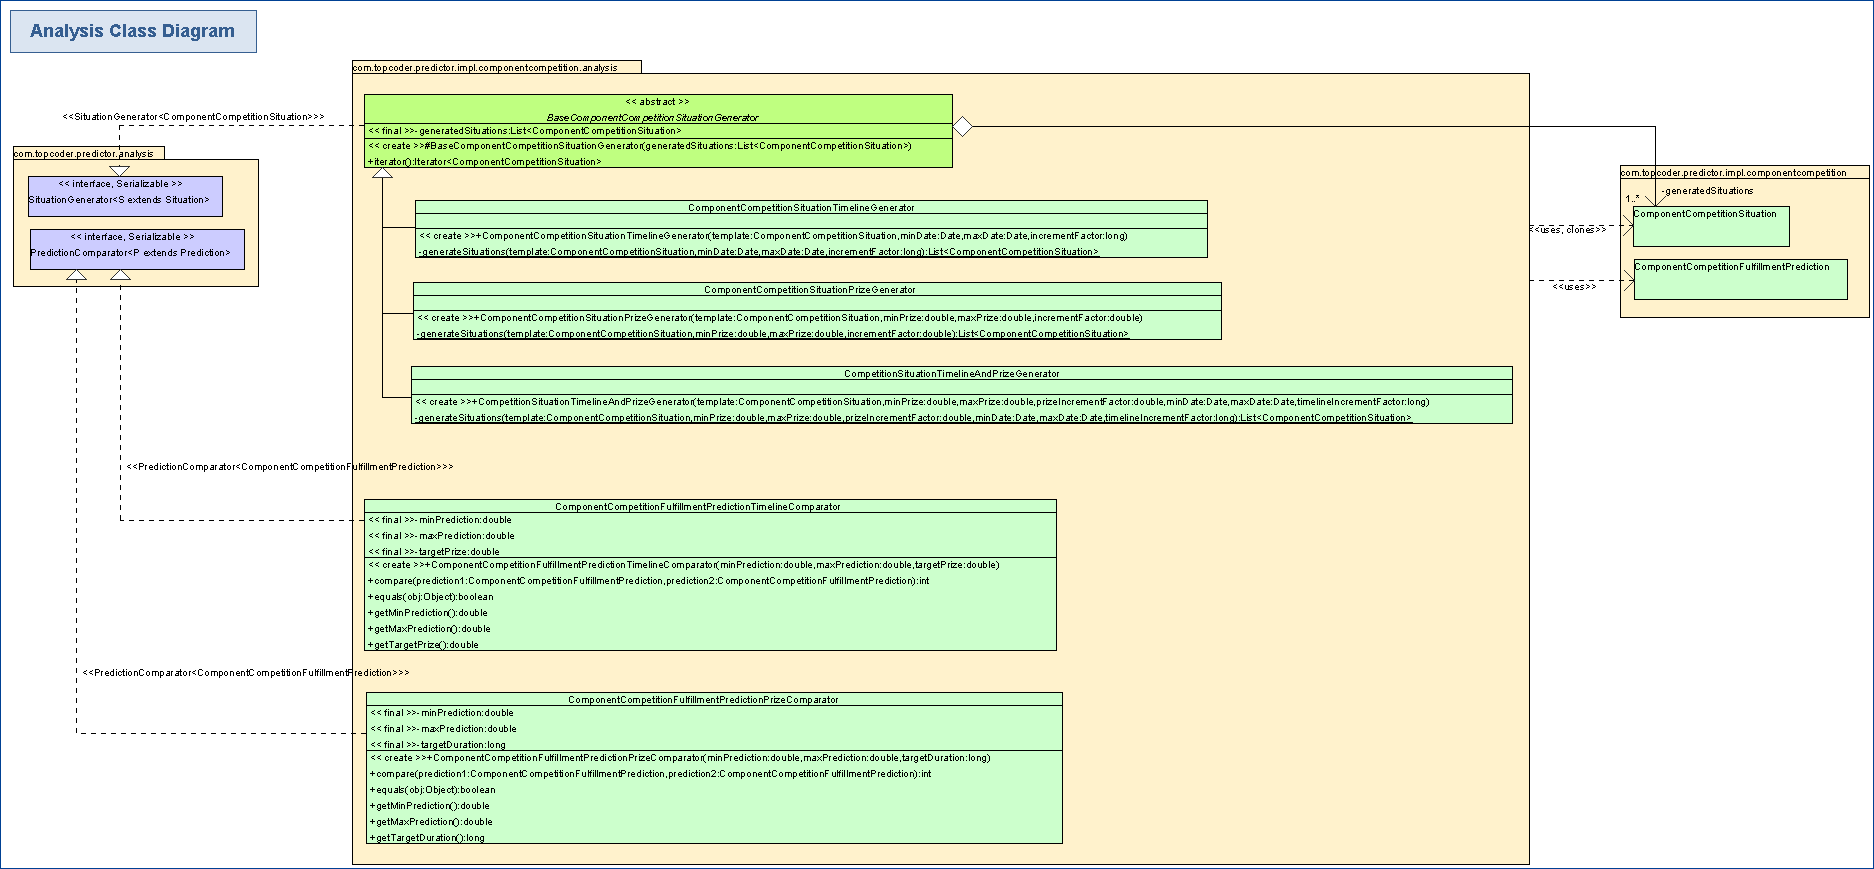 Analysis Class Diagram
com.topcoder.predictor.impl.componentcompetition.analysis
<< abstract >>
BaseComponentCompetitionSituationGenerator
<< final >>-generatedSituations:List<ComponentCompetitionSituation>
<< create >>#BaseComponentCompetitionSituationGenerator(generatedSituations:List<ComponentCompetitionSituation>)
+iterator():Iterator<ComponentCompetitionSituation>
<<SituationGenerator<ComponentCompetitionSituation>>>
com.topcoder.predictor.analysis
<< interface, Serializable >>
SituationGenerator<S extends Situation>
<< interface, Serializable >>
PredictionComparator<P extends Prediction>
com.topcoder.predictor.impl.componentcompetition
-generatedSituations
1..*
ComponentCompetitionSituation
<<uses, clones>>
ComponentCompetitionFulfillmentPrediction
<<uses>>
ComponentCompetitionSituationTimelineGenerator
<< create >>+ComponentCompetitionSituationTimelineGenerator(template:ComponentCompetitionSituation,minDate:Date,maxDate:Date,incrementFactor:long)
-generateSituations(template:ComponentCompetitionSituation,minDate:Date,maxDate:Date,incrementFactor:long):List<ComponentCompetitionSituation>
ComponentCompetitionSituationPrizeGenerator
<< create >>+ComponentCompetitionSituationPrizeGenerator(template:ComponentCompetitionSituation,minPrize:double,maxPrize:double,incrementFactor:double)
-generateSituations(template:ComponentCompetitionSituation,minPrize:double,maxPrize:double,incrementFactor:double):List<ComponentCompetitionSituation>
CompetitionSituationTimelineAndPrizeGenerator
<< create >>+CompetitionSituationTimelineAndPrizeGenerator(template:ComponentCompetitionSituation,minPrize:double,maxPrize:double,prizeIncrementFactor:double,minDate:Date,maxDate:Date,timelineIncrementFactor:long)
-generateSituations(template:ComponentCompetitionSituation,minPrize:double,maxPrize:double,prizeIncrementFactor:double,minDate:Date,maxDate:Date,timelineIncrementFactor:long):List<ComponentCompetitionSituation>
<<PredictionComparator<ComponentCompetitionFulfillmentPrediction>>>
ComponentCompetitionFulfillmentPredictionTimelineComparator
<< final >>-minPrediction:double
<< final >>-maxPrediction:double
<< final >>-targetPrize:double
<< create >>+ComponentCompetitionFulfillmentPredictionTimelineComparator(minPrediction:double,maxPrediction:double,targetPrize:double)
+compare(prediction1:ComponentCompetitionFulfillmentPrediction,prediction2:ComponentCompetitionFulfillmentPrediction):int
+equals(obj:Object):boolean
+getMinPrediction():double
+getMaxPrediction():double
+getTargetPrize():double
<<PredictionComparator<ComponentCompetitionFulfillmentPrediction>>>
ComponentCompetitionFulfillmentPredictionPrizeComparator
<< final >>-minPrediction:double
<< final >>-maxPrediction:double
<< final >>-targetDuration:long
<< create >>+ComponentCompetitionFulfillmentPredictionPrizeComparator(minPrediction:double,maxPrediction:double,targetDuration:long)
+compare(prediction1:ComponentCompetitionFulfillmentPrediction,prediction2:ComponentCompetitionFulfillmentPrediction):int
+equals(obj:Object):boolean
+getMinPrediction():double
+getMaxPrediction():double
+getTargetDuration():long